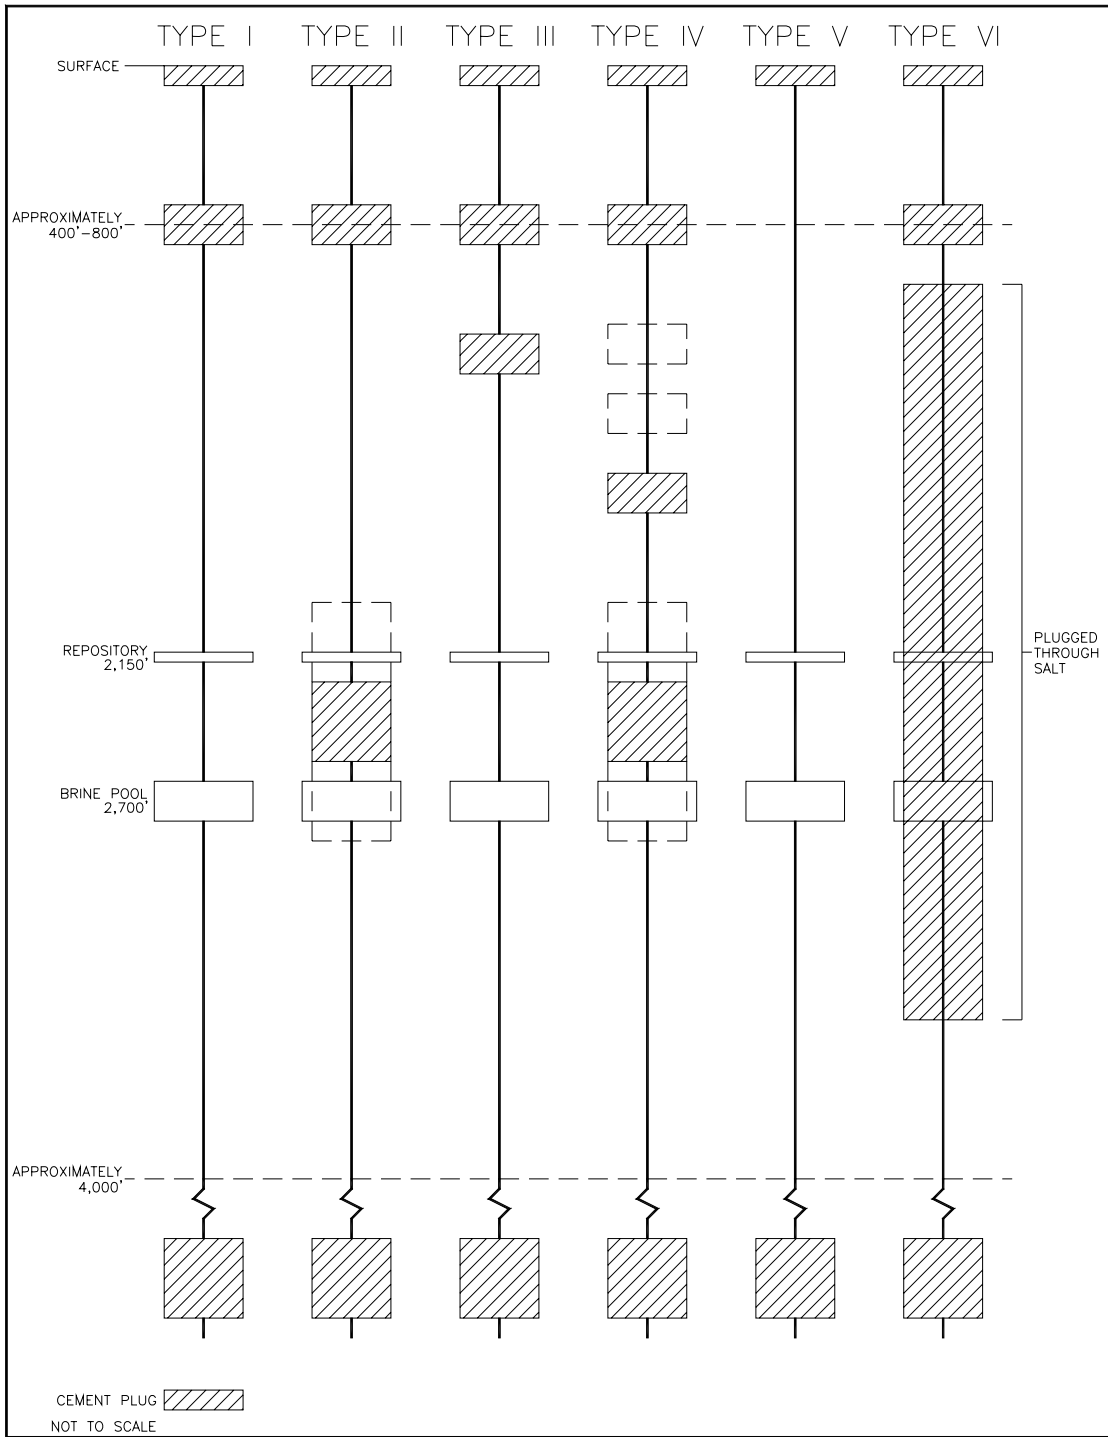 TYPE I TYPE II TYPE III TYPE IV TYPE V TYPE VI
SURFACE
APPROXIMATELY
400'-800'
REPOSITORY
2,150'
PLUGGED
THROUGH
SALT
BRINE POOL
2,700'
APPROXIMATELY
4,000'
CEMENT PLUG
NOT TO SCALE